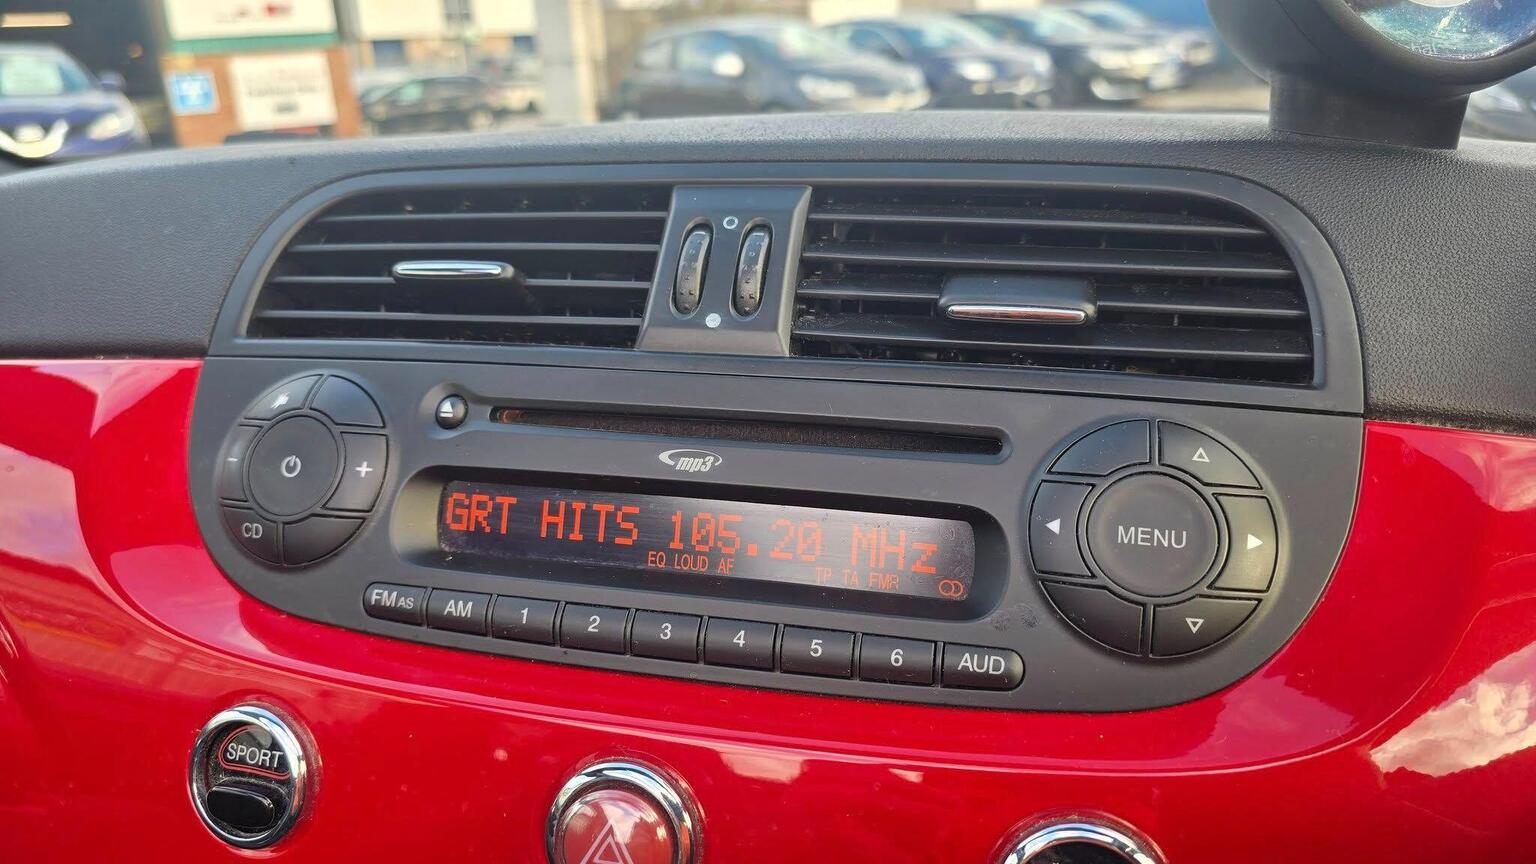 mp3
GRT HITS 105.20 MHz
EQ LOUD AF TP TA FMR
CD
MENU
FM AS AM 1 2 3 4 5 6 AUD
SPORT